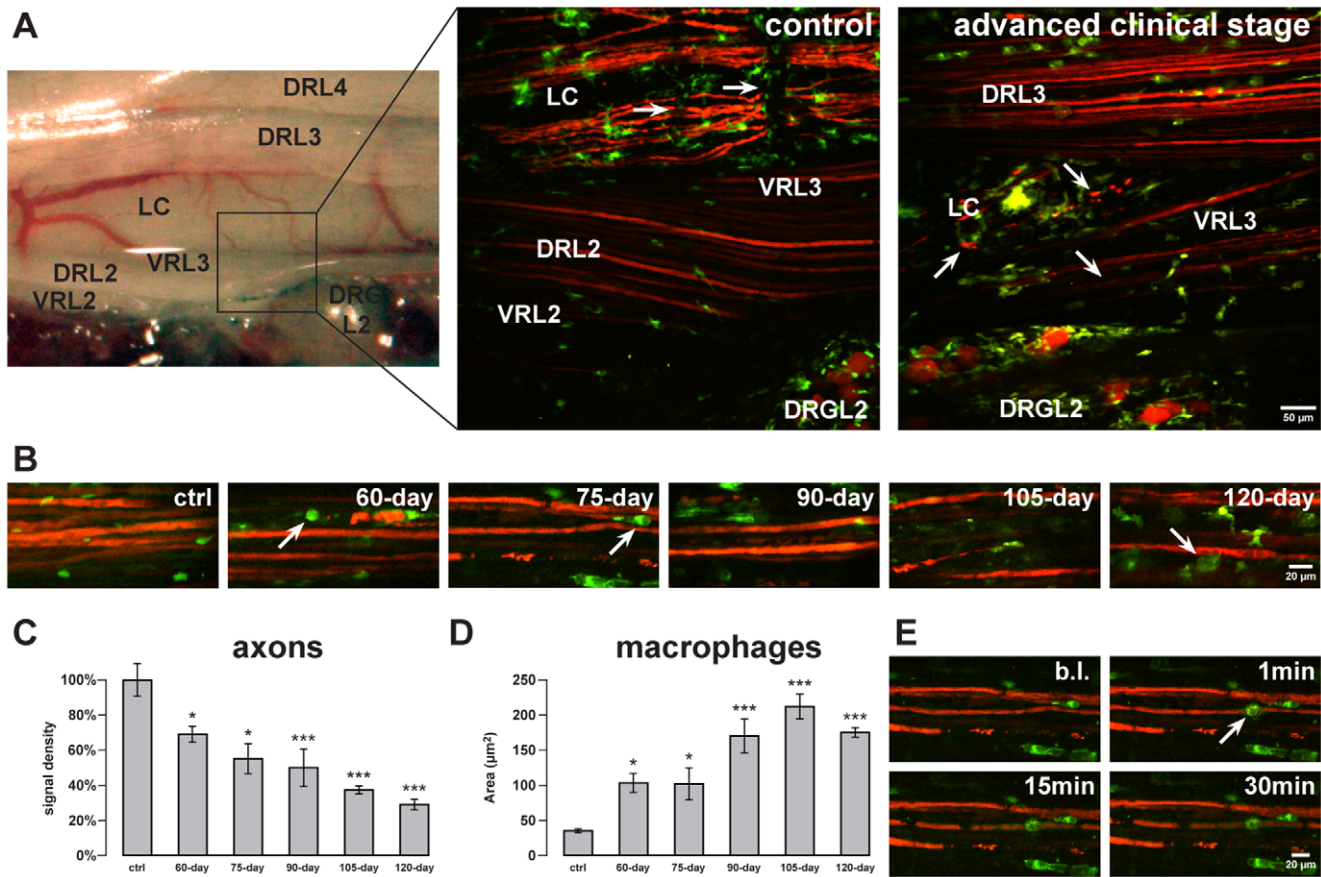 A
DRL4
DRL3
LC
DRL2
VRL3
VRL2
DRG
L2
control
LC
VRL3
DRL2
VRL2
DRGL2
advanced clinical stage
DRL3
LC
VRL3
DRGL2
50 µm
B
ctrl
60-day
75-day
90-day
105-day
120-day
20 µm
C
axons
signal density
100%
80%
60%
40%
20%
0%
*
*
***
***
***
ctrl
60-day
75-day
90-day
105-day
120-day
D
macrophages
Area (µm²)
250
200
150
100
50
0
*
*
***
***
***
ctrl
60-day
75-day
90-day
105-day
120-day
E
b.l.
1min
15min
30min
20 µm